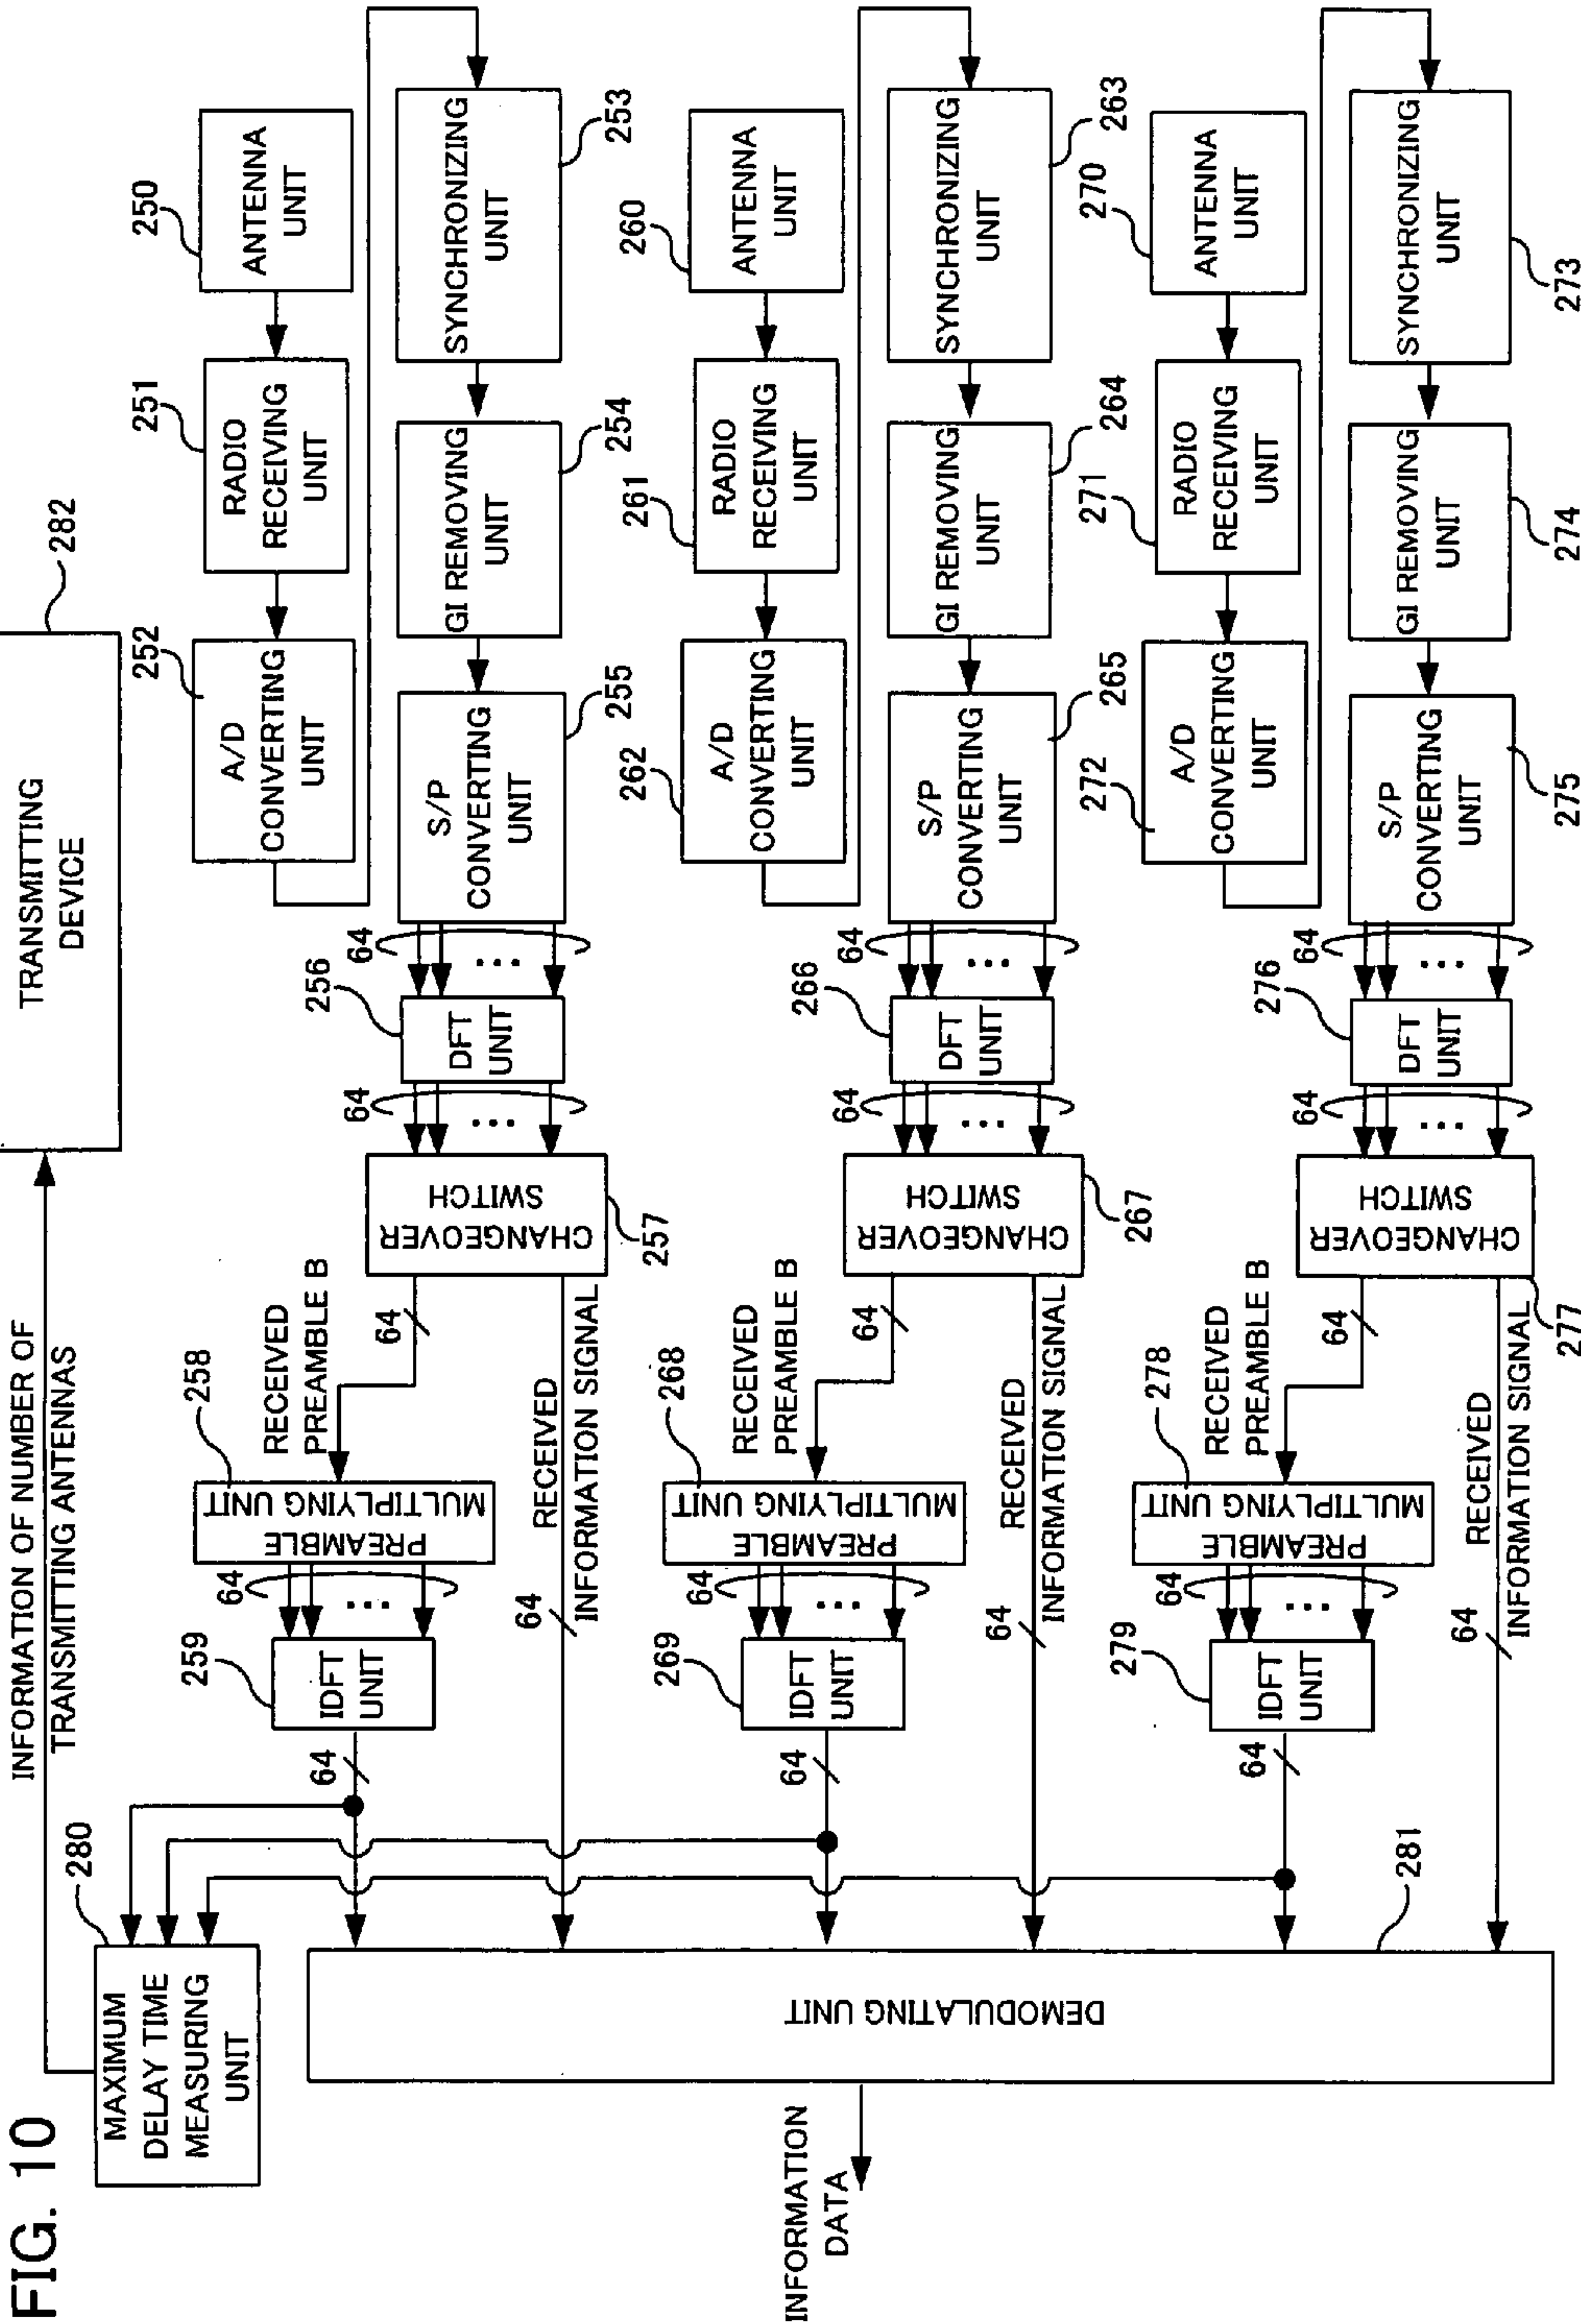 FIG. 10
INFORMATION OF NUMBER OF
TRANSMITTING ANTENNAS
TRANSMITTING
DEVICE
282
MAXIMUM
DELAY TIME
MEASURING
UNIT
280
250
ANTENNA
UNIT
251
RADIO
RECEIVING
UNIT
252
A/D
CONVERTING
UNIT
SYNCHRONIZING
UNIT
253
GI REMOVING
UNIT
254
S/P
CONVERTING
UNIT
255
64
256
DFT
UNIT
64
CHANGEOVER
SWITCH
257
RECEIVED
PREAMBLE B
64
258
PREAMBLE
MULTIPLYING UNIT
64
259
IDFT
UNIT
64
RECEIVED
INFORMATION SIGNAL
64
260
ANTENNA
UNIT
261
RADIO
RECEIVING
UNIT
262
A/D
CONVERTING
UNIT
SYNCHRONIZING
UNIT
263
GI REMOVING
UNIT
264
S/P
CONVERTING
UNIT
265
64
266
DFT
UNIT
64
CHANGEOVER
SWITCH
267
RECEIVED
PREAMBLE B
64
268
PREAMBLE
MULTIPLYING UNIT
64
269
IDFT
UNIT
64
RECEIVED
INFORMATION SIGNAL
64
270
ANTENNA
UNIT
271
RADIO
RECEIVING
UNIT
272
A/D
CONVERTING
UNIT
SYNCHRONIZING
UNIT
273
GI REMOVING
UNIT
274
S/P
CONVERTING
UNIT
275
64
276
DFT
UNIT
64
CHANGEOVER
SWITCH
277
RECEIVED
PREAMBLE B
64
278
PREAMBLE
MULTIPLYING UNIT
64
279
IDFT
UNIT
64
RECEIVED
INFORMATION SIGNAL
64
DEMODULATING UNIT
281
INFORMATION
DATA